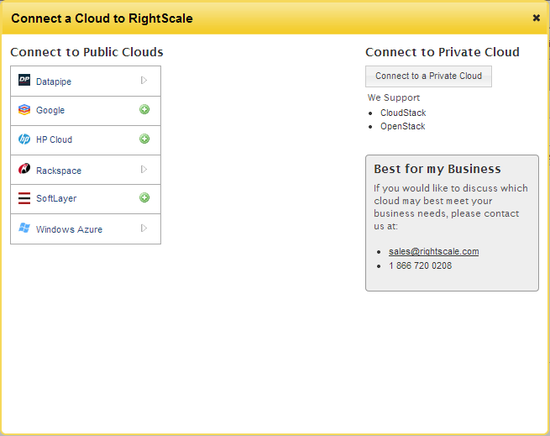 Connect a Cloud to RightScale
Connect to Public Clouds
DP Datapipe
Google
hp HP Cloud
Rackspace
SoftLayer
Windows Azure
Connect to Private Cloud
Connect to a Private Cloud
We Support
CloudStack
OpenStack
Best for my Business
If you would like to discuss which
cloud may best meet your
business needs, please contact
us at:
sales@rightscale.com
1 866 720 0208